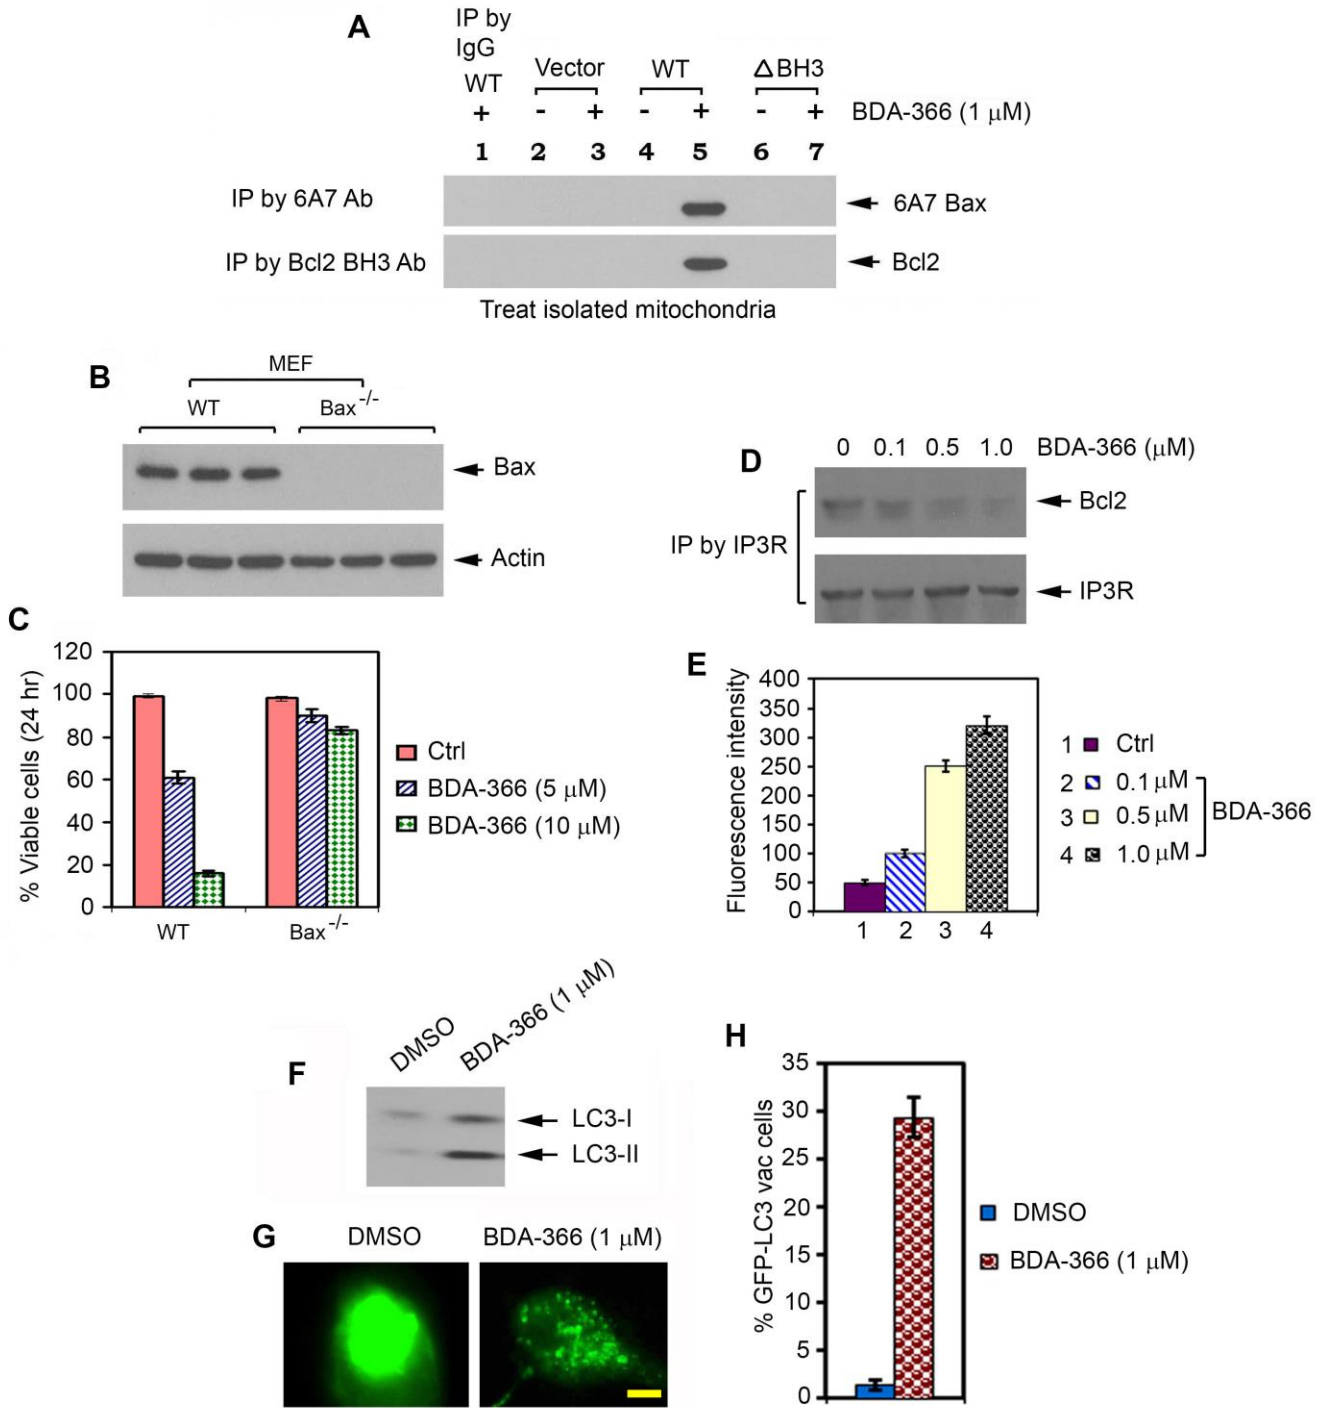 A
IP by
IgG
WT
Vector
WT
△BH3
+ - + - + - + BDA-366 (1 μM)
1 2 3 4 5 6 7
IP by 6A7 Ab
6A7 Bax
IP by Bcl2 BH3 Ab
Bcl2
Treat isolated mitochondria
B
MEF
WT
Bax-/-
Bax
Actin
C
120
100
80
60
40
20
0
% Viable cells (24 hr)
WT
Bax-/-
Ctrl
BDA-366 (5 μM)
BDA-366 (10 μM)
D
0 0.1 0.5 1.0 BDA-366 (μM)
Bcl2
IP by IP3R
IP3R
E
400
350
300
250
200
150
100
50
0
Fluorescence intensity
1 2 3 4
1 Ctrl
2 0.1 μM
3 0.5 μM
4 1.0 μM
BDA-366
F
DMSO
BDA-366 (1 μM)
LC3-I
LC3-II
G
DMSO
BDA-366 (1 μM)
H
35
30
25
20
15
10
5
0
% GFP-LC3 vac cells
DMSO
BDA-366 (1 μM)